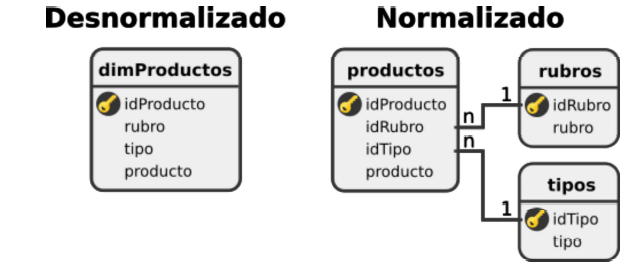 Desnormalizado
Normalizado
dimProductos
idProducto
rubro
tipo
producto
productos
idProducto
idRubro
idTipo
producto
n
n
1
1
rubros
idRubro
rubro
tipos
idTipo
tipo